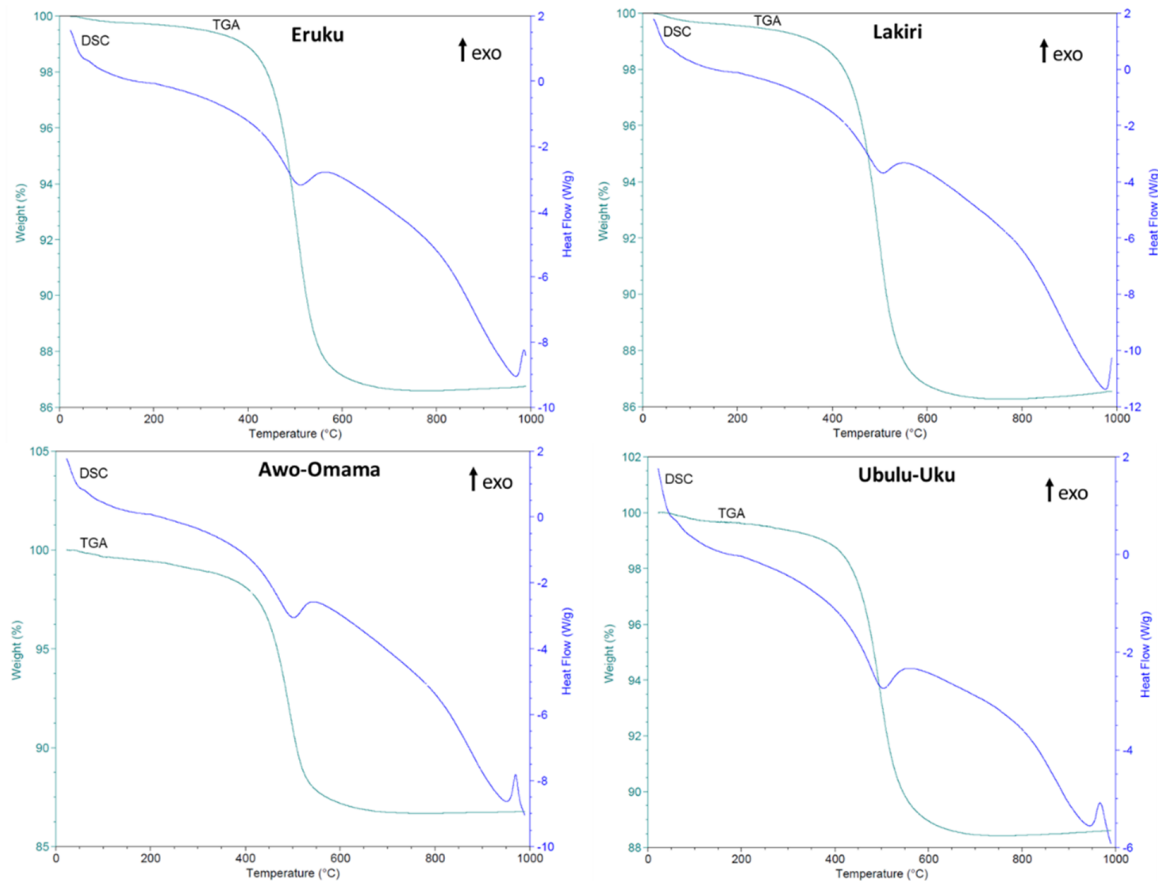 Eruku
TGA
DSC
exo
100
98
96
94
92
90
88
86
Weight (%)
2
0
-2
-4
-6
-8
-10
Heat Flow (W/g)
0
200
400
600
800
1000
Temperature (°C)
Lakiri
TGA
DSC
exo
100
98
96
94
92
90
88
86
Weight (%)
2
0
-2
-4
-6
-8
-10
-12
Heat Flow (W/g)
0
200
400
600
800
1000
Temperature (°C)
Awo-Omama
DSC
TGA
exo
105
100
95
90
85
Weight (%)
2
0
-2
-4
-6
-8
-10
Heat Flow (W/g)
0
200
400
600
800
1000
Temperature (°C)
Ubulu-Uku
DSC
TGA
exo
102
100
98
96
94
92
90
88
Weight (%)
2
0
-2
-4
-6
Heat Flow (W/g)
0
200
400
600
800
1000
Temperature (°C)